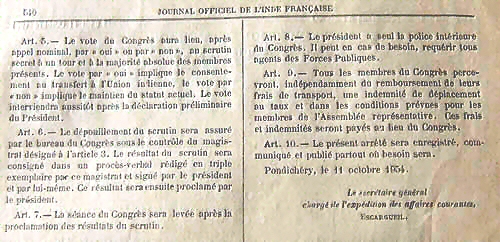 540
JOURNAL OFFICIEL DE L'INDE FRANÇAISE
Art. 5.— Le vote du Congrès aura lieu, après
appel nominal, par « oui » ou par « non », au scrutin
secret à un tour et à la majorité absolue des membres
présents. Le vote par « oui » implique le consente-
ment au transfert à l'Union indienne, le vote par
« non » implique le maintien du statut actuel. Le vote
interviendra aussitôt après la déclaration préliminaire
du Président.
Art. 6.— Le dépouillement du scrutin sera assuré
par le bureau du Congrès sous le contrôle du magis-
trat désigné à l'article 3. Le résultat du scrutin sera
consigné dans un procès-verbal rédigé en triple
exemplaire par ce magistrat et signé par le président
et par lui-même. Ce résultat sera ensuite proclamé par
le président.
Art. 7.— La séance du Congrès sera levée après la
proclamation des résultats du scrutin.
Art. 8.— Le président a seul la police intérieure
du Congrès. Il peut en cas de besoin, requérir tous
agents des Forces Publiques.
Art. 9.— Tous les membres du Congrès perce-
vront, indépendamment du remboursement de leurs
frais de transport, une indemnité de déplacement
au taux et dans les conditions prévues pour les
membres de l'Assemblée représentative. Ces frais
et indemnités seront payés au lieu du Congrès.
Art. 10.— Le présent arrêté sera enregistré, com-
muniqué et publié partout où besoin sera.
Pondichéry, le 11 octobre 1954.
Le secrétaire général
chargé de l'expédition des affaires courantes,
ESCARGUEIL.